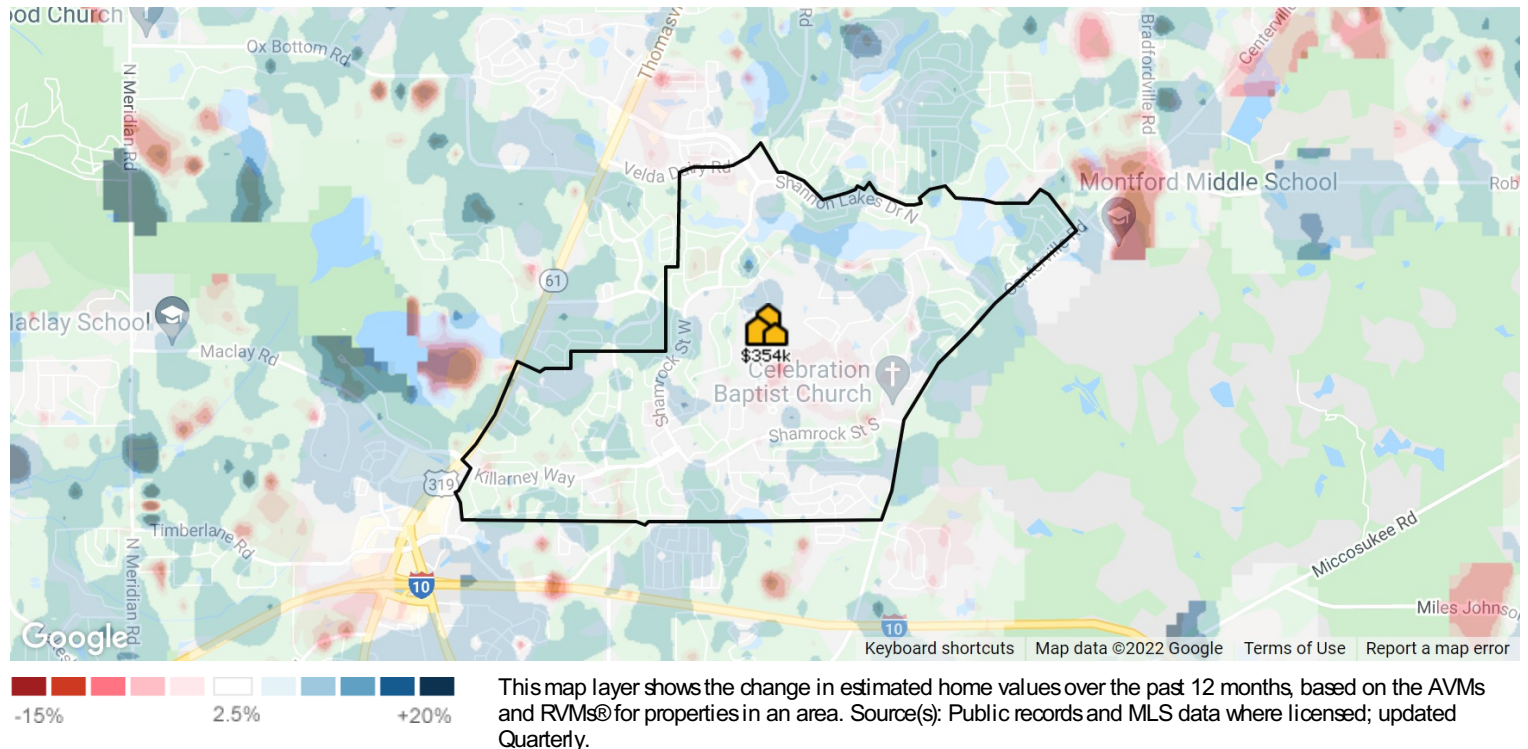 ood Church
Ox Bottom Rd
N Meridian Rd
Thomasvi
Rd
Bradfordville Rd
Centerville
Velda Dairy Rd
Shannon Lakes Dr N
Montford Middle School
Rob
Centerville Rd
61
laclay School
Maclay Rd
Shamrock St W
$354k
Celebration
Baptist Church
Shamrock St S
Killarney Way
319
Timberlane Rd
N Meridian Rd
10
10
Miccosukee Rd
Miles Johnso
Google
Keyboard shortcuts
Map data ©2022 Google
Terms of Use
Report a map error
-15%
2.5%
+20%
This map layer shows the change in estimated home values over the past 12 months, based on the AVMs
and RVMs® for properties in an area. Source(s): Public records and MLS data where licensed; updated
Quarterly.